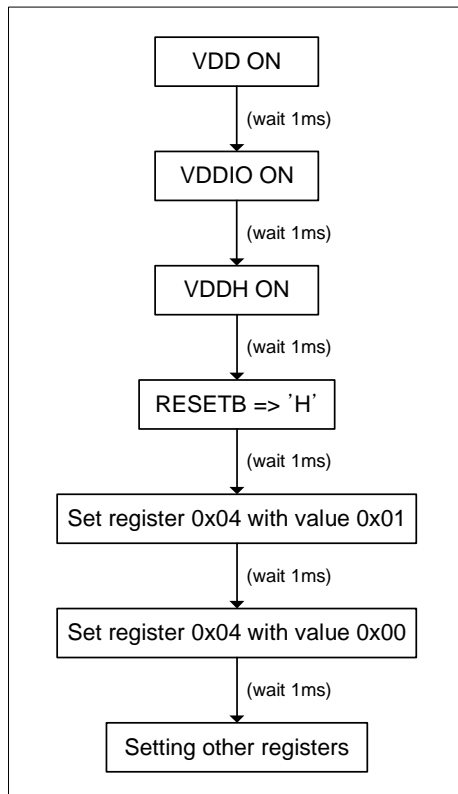 VDD ON
(wait 1ms)
VDDIO ON
(wait 1ms)
VDDH ON
(wait 1ms)
RESETB => 'H'
(wait 1ms)
Set register 0x04 with value 0x01
(wait 1ms)
Set register 0x04 with value 0x00
(wait 1ms)
Setting other registers